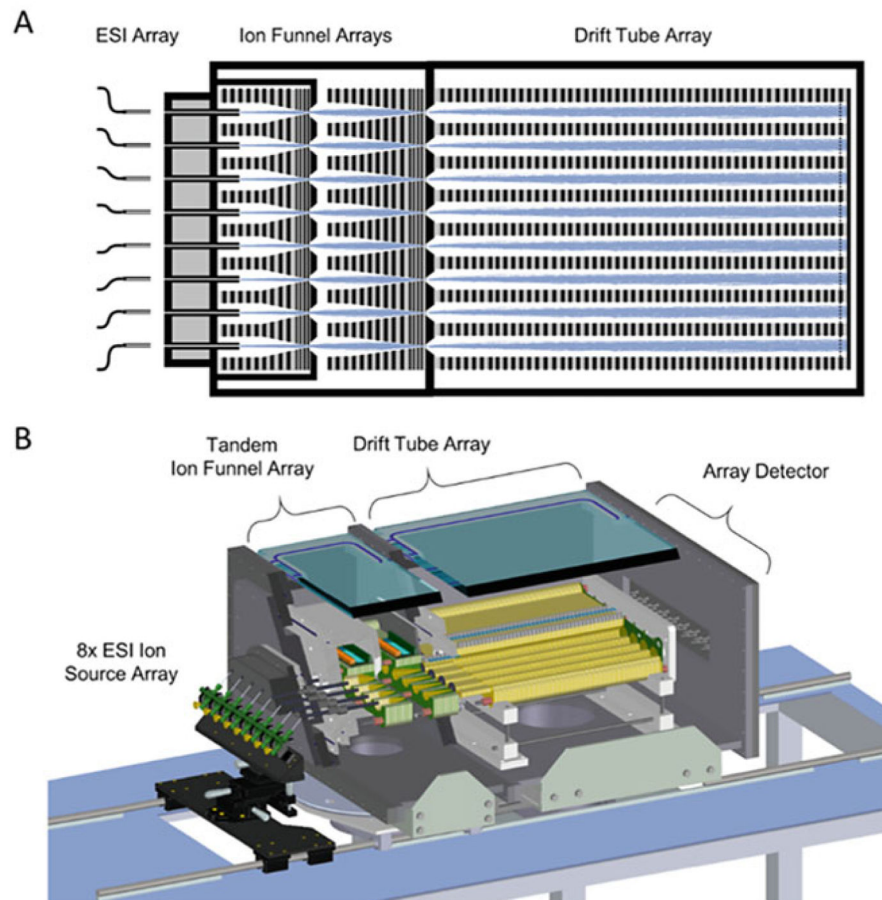 A
ESI Array
Ion Funnel Arrays
Drift Tube Array
B
Tandem
Ion Funnel Array
Drift Tube Array
Array Detector
8x ESI Ion
Source Array